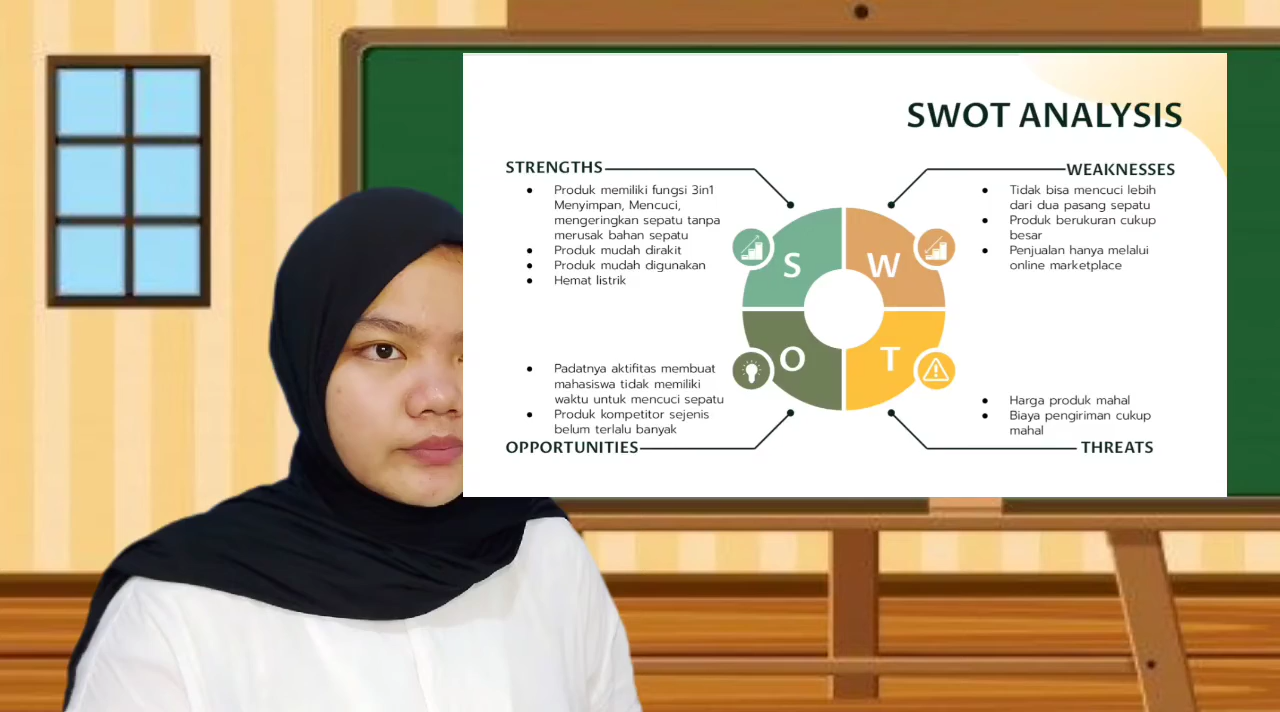 SWOT ANALYSIS
STRENGTHS
Produk memiliki fungsi 3in1
Menyimpan, Mencuci,
mengeringkan sepatu tanpa
merusak bahan sepatu
Produk mudah dirakit
Produk mudah digunakan
Hemat listrik
WEAKNESSES
Tidak bisa mencuci lebih
dari dua pasang sepatu
Produk berukuran cukup
besar
Penjualan hanya melalui
online marketplace
S
W
O
T
Padatnya aktifitas membuat
mahasiswa tidak memiliki
waktu untuk mencuci sepatu
Produk kompetitor sejenis
belum terlalu banyak
OPPORTUNITIES
Harga produk mahal
Biaya pengiriman cukup
mahal
THREATS